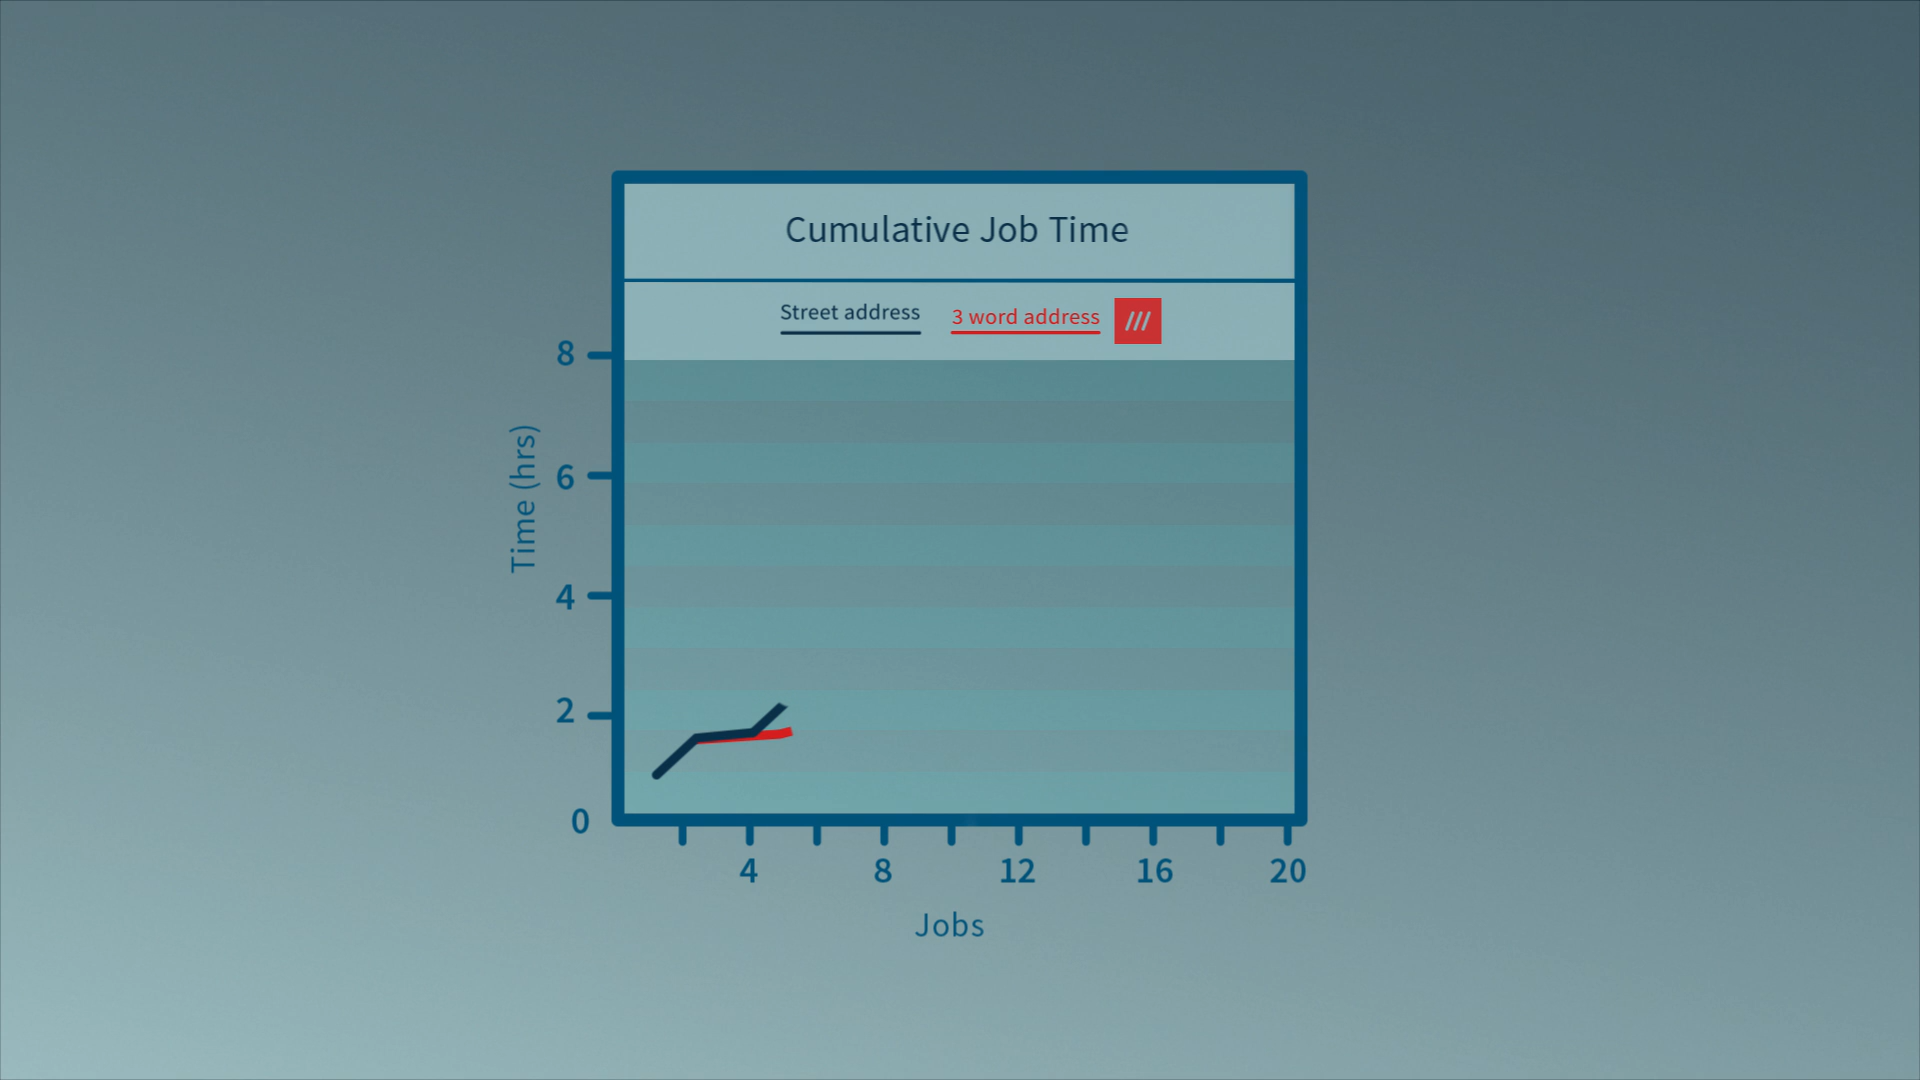 Cumulative Job Time
Street address
3 word address
8
6
4
2
0
Time (hrs)
4
8
12
16
20
Jobs